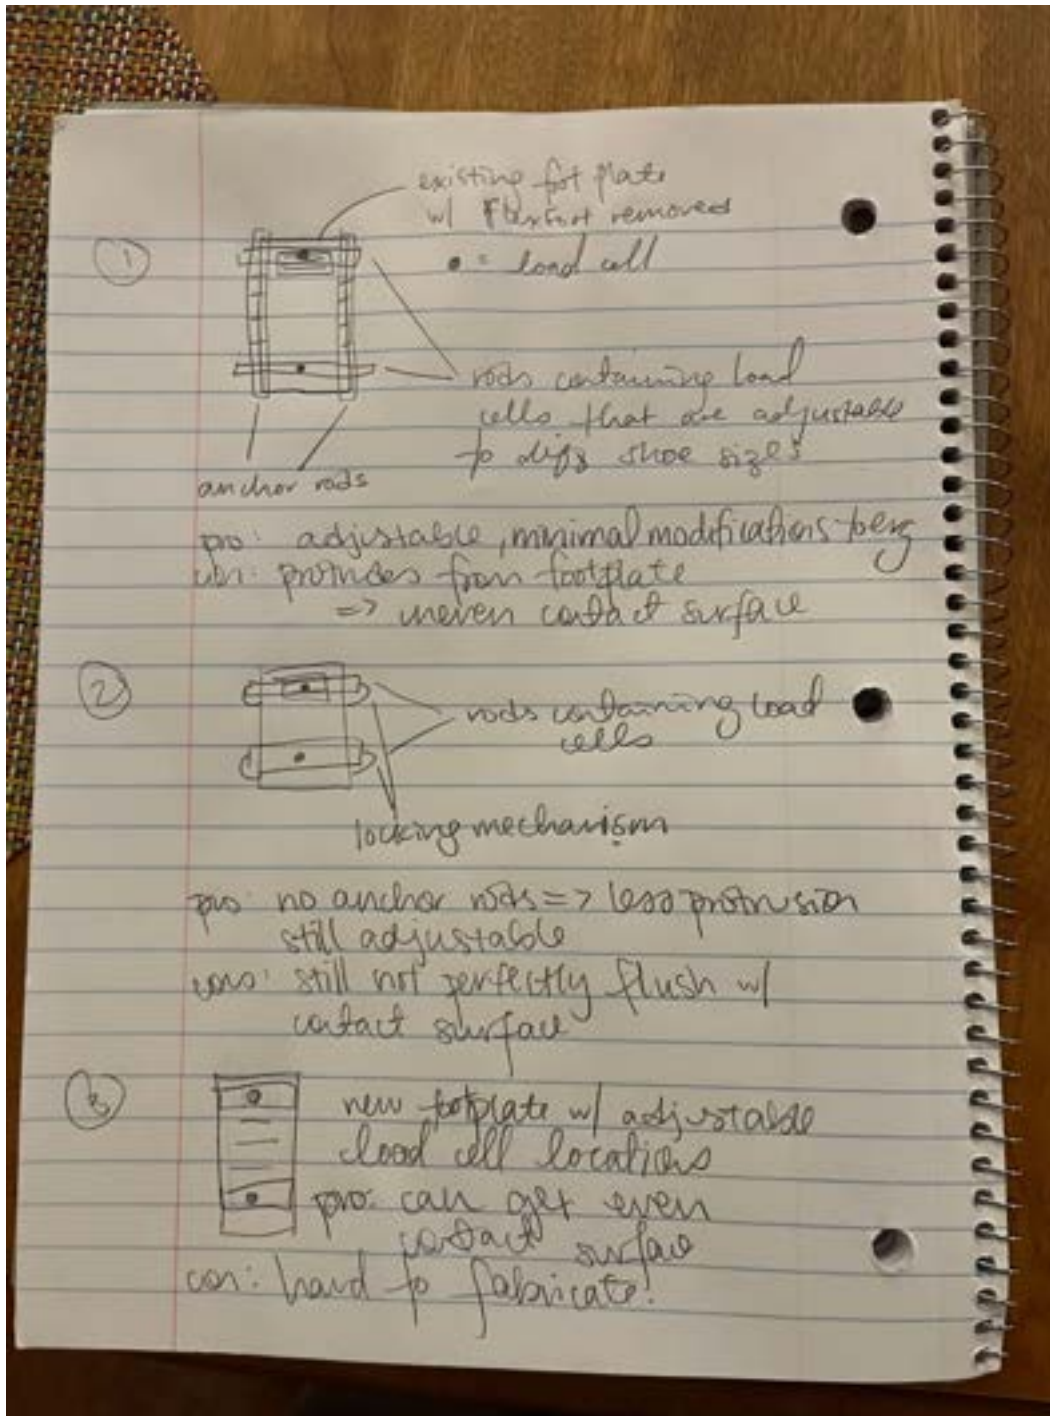 existing foot plate
w/ Flexfoot removed
①
• = load cell
rods containing load
cells that are adjustable
to diff shoe sizes
anchor rods
pro: adjustable, minimal modifications to erg
con: protrudes from footplate
=> uneven contact surface
②
rods containing load
cells
locking mechanism
pro: no anchor rods => less protrusion
still adjustable
cons: still not perfectly flush w/
contact surface
③
new footplate w/ adjustable
load cell locations
pro: can get even
contact surface
con: hard to fabricate!